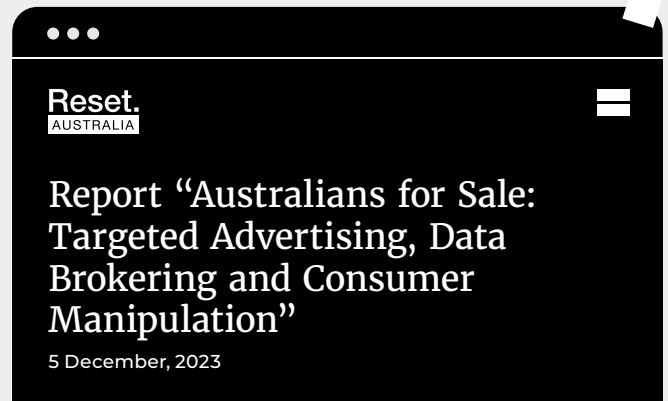 Reset.
AUSTRALIA
Report “Australians for Sale:
Targeted Advertising, Data
Brokering and Consumer
Manipulation”
5 December, 2023